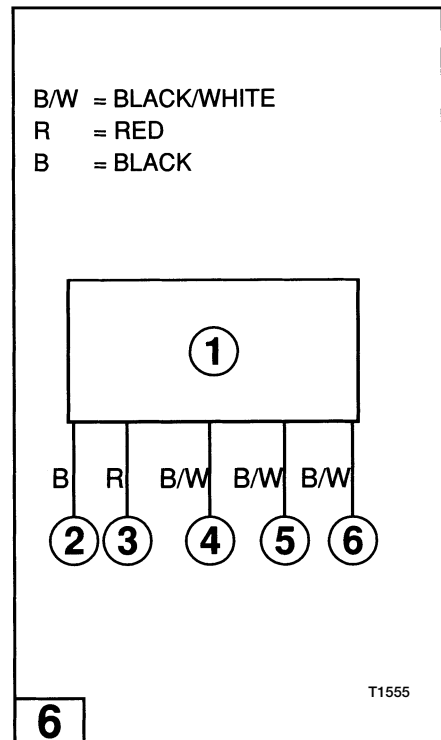 B/W = BLACK/WHITE
R = RED
B = BLACK
1
B R B/W B/W B/W
2 3 4 5 6
T1555
6